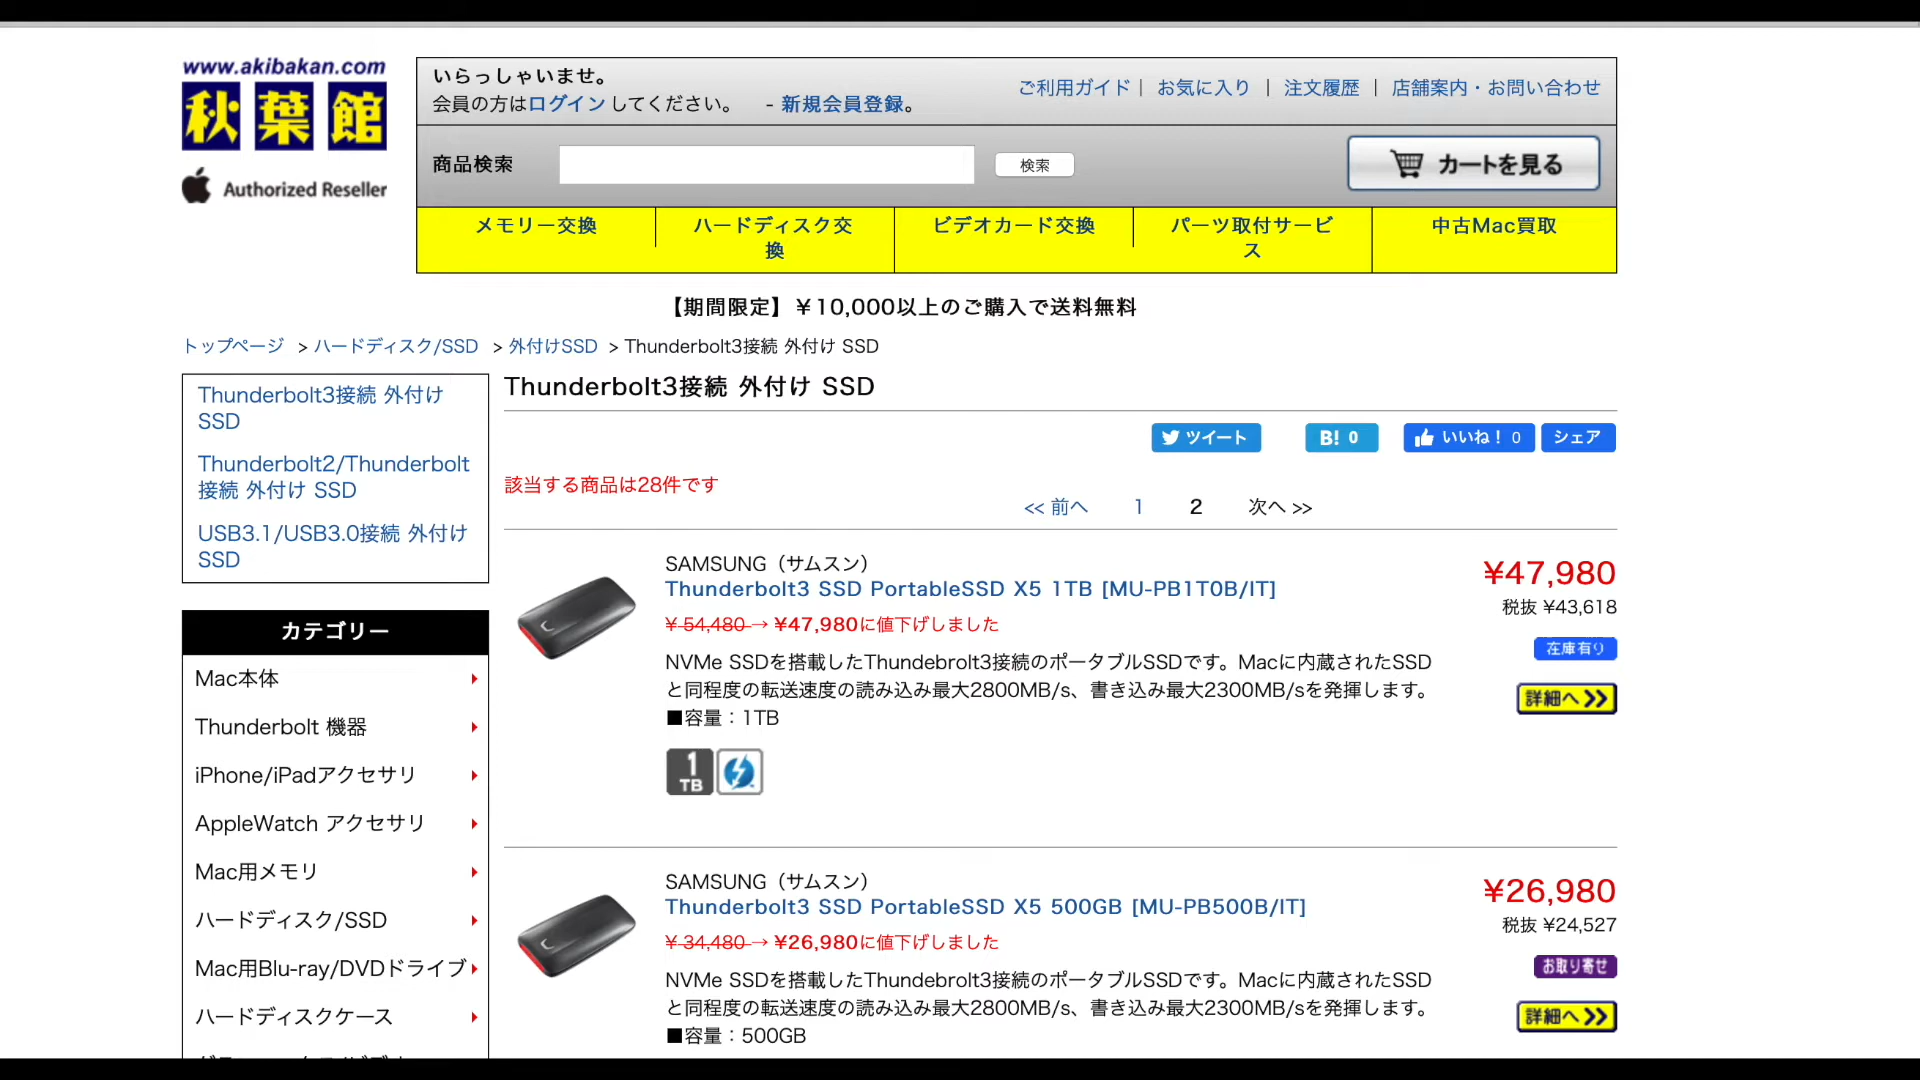 www.akibakan.com
秋葉館
Authorized Reseller
いらっしゃいませ。
会員の方はログイン してください。 - 新規会員登録。
ご利用ガイド | お気に入り | 注文履歴 | 店舗案内・お問い合わせ
商品検索
検索
カートを見る
メモリー交換
ハードディスク交
換
ビデオカード交換
パーツ取付サービ
ス
中古Mac買取
【期間限定】￥10,000以上のご購入で送料無料
トップページ > ハードディスク/SSD > 外付けSSD > Thunderbolt3接続 外付け SSD
Thunderbolt3接続 外付け
SSD
Thunderbolt2/Thunderbolt
接続 外付け SSD
USB3.1/USB3.0接続 外付け
SSD
カテゴリー
Mac本体
Thunderbolt 機器
iPhone/iPadアクセサリ
AppleWatch アクセサリ
Mac用メモリ
ハードディスク/SSD
Mac用Blu-ray/DVDドライブ
ハードディスクケース
Thunderbolt3接続 外付け SSD
ツイート
B! 0
いいね！ 0
シェア
該当する商品は28件です
<< 前へ 1 2 次へ >>
SAMSUNG（サムスン）
Thunderbolt3 SSD PortableSSD X5 1TB [MU-PB1T0B/IT]
￥54,480→ ¥47,980に値下げしました
NVMe SSDを搭載したThundebrolt3接続のポータブルSSDです。Macに内蔵されたSSD
と同程度の転送速度の読み込み最大2800MB/s、書き込み最大2300MB/sを発揮します。
■容量：1TB
1
TB
¥47,980
税抜 ¥43,618
在庫有り
詳細へ
SAMSUNG（サムスン）
Thunderbolt3 SSD PortableSSD X5 500GB [MU-PB500B/IT]
￥34,480→ ¥26,980に値下げしました
NVMe SSDを搭載したThundebrolt3接続のポータブルSSDです。Macに内蔵されたSSD
と同程度の転送速度の読み込み最大2800MB/s、書き込み最大2300MB/sを発揮します。
■容量：500GB
¥26,980
税抜 ¥24,527
お取り寄せ
詳細へ